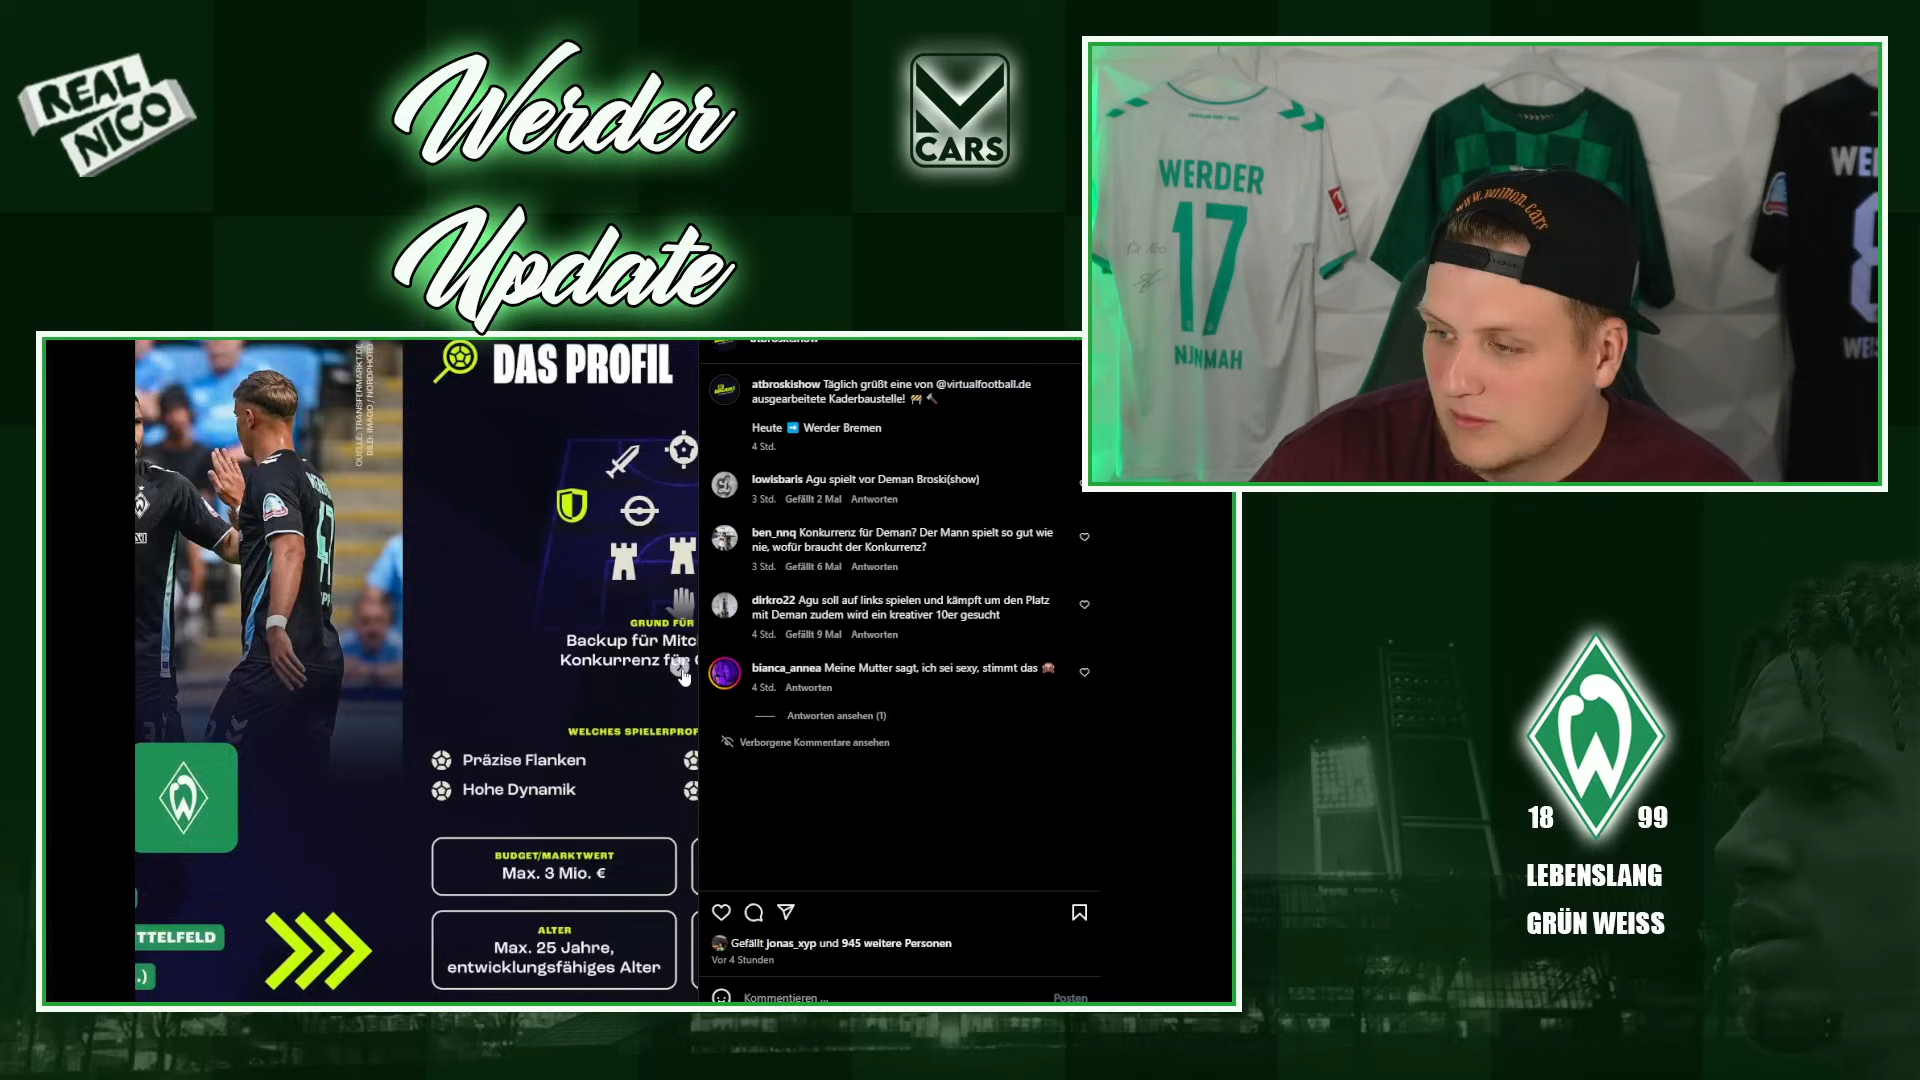 REAL
NICO
Werder
Update
CARS
www.vulmon.cars
WERDER
17
NJINMAH
DAS PROFIL
QUELLE: TRANSFERMARKT.DE
BILD: IMAGO / NORDPHOTO
47
GRUND FÜR
Backup für Mitc
Konkurrenz für
WELCHES SPIELERPROF
Präzise Flanken
Hohe Dynamik
BUDGET/MARKTWERT
Max. 3 Mio. €
ALTER
Max. 25 Jahre,
entwicklungsfähiges Alter
TTELFELD
.)
atbroskishow
atbroskishow Täglich grüßt eine von @virtualfootball.de
ausgearbeitete Kaderbaustelle! 🚧 🔨
Heute ➡️ Werder Bremen
4 Std.
lowisbaris Agu spielt vor Deman Broski(show)
3 Std. Gefällt 2 Mal Antworten
ben_nnq Konkurrenz für Deman? Der Mann spielt so gut wie
nie, wofür braucht der Konkurrenz?
3 Std. Gefällt 6 Mal Antworten
dirkro22 Agu soll auf links spielen und kämpft um den Platz
mit Deman zudem wird ein kreativer 10er gesucht
4 Std. Gefällt 9 Mal Antworten
bianca_annea Meine Mutter sagt, ich sei sexy, stimmt das 🙈
4 Std. Antworten
Antworten ansehen (1)
Verborgene Kommentare ansehen
Gefällt jonas_xyp und 945 weitere Personen
Vor 4 Stunden
Kommentieren ...
Posten
18 99
LEBENSLANG
GRÜN WEISS